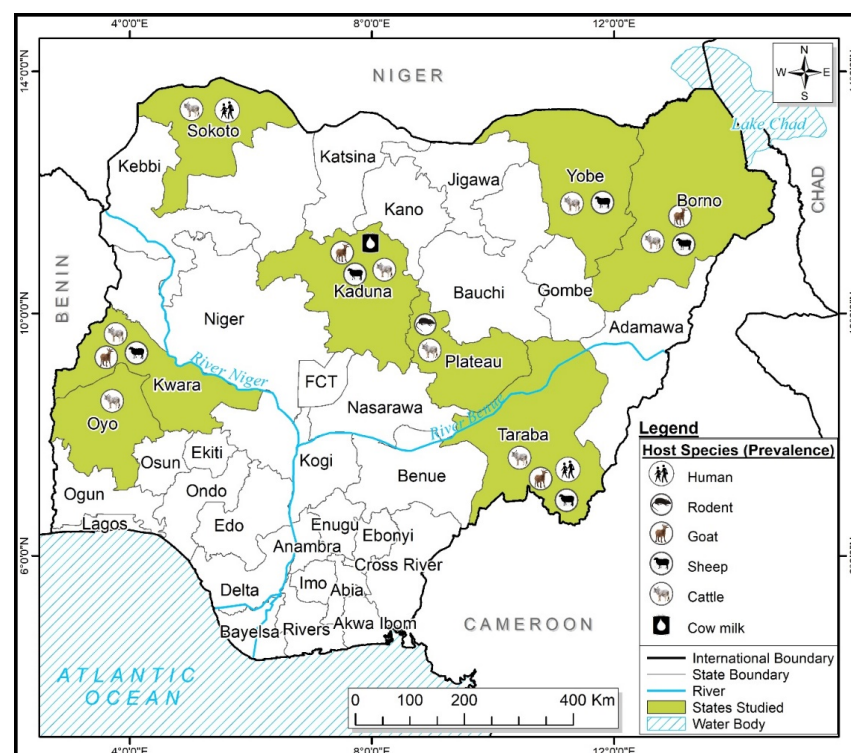 4°0'0"E
8°0'0"E
12°0'0"E
14°0'0"N
NIGER
N
W E
S
Lake Chad
Sokoto
Kebbi
Katsina
Jigawa
Yobe
Borno
Kano
CHAD
Kaduna
Bauchi
Gombe
BENIN
10°0'0"N
Niger
Adamawa
Plateau
Kwara
River Niger
FCT
Oyo
Nasarawa
River Benue
Taraba
Osun
Ekiti
Kogi
Benue
Ogun
Ondo
Lagos
Edo
Enugu
Ebonyi
6°0'0"N
Anambra
Cross River
Delta
Imo
Abia
Bayelsa
Rivers
Akwa Ibom
CAMEROON
ATLANTIC
OCEAN
0 100 200 400 Km
Legend
Host Species (Prevalence)
Human
Rodent
Goat
Sheep
Cattle
Cow milk
International Boundary
State Boundary
River
States Studied
Water Body
4°0'0"E
8°0'0"E
12°0'0"E